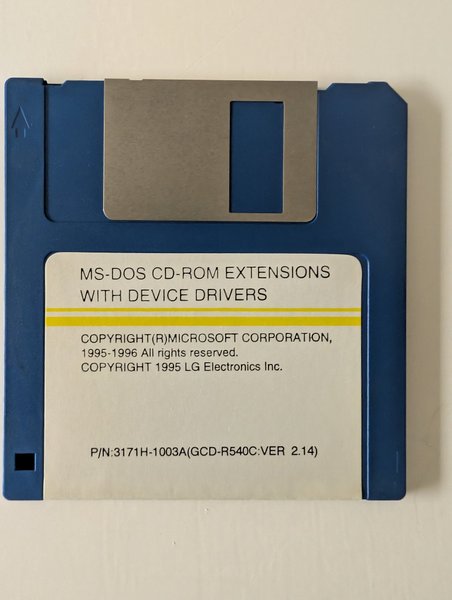 MS-DOS CD-ROM EXTENSIONS
WITH DEVICE DRIVERS
COPYRIGHT(R)MICROSOFT CORPORATION,
1995-1996 All rights reserved.
COPYRIGHT 1995 LG Electronics Inc.
P/N:3171H-1003A(GCD-R540C:VER 2.14)